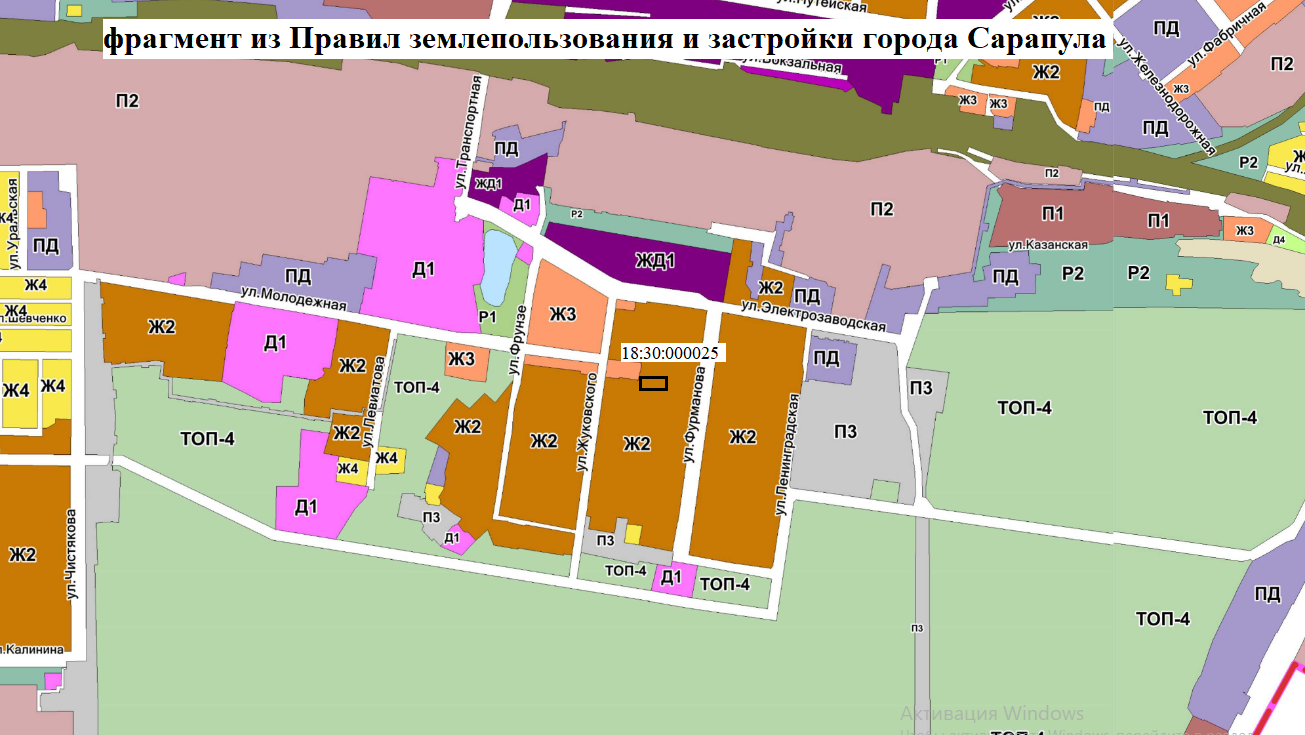 ул.Путейская
фрагмент из Правил землепользования и застройки города Сарапула
ПД
ул.Фабричная
ул.Вокзальная
Ж2
П2
ул.Железнодорожная
П2
Ж3
Ж3
Ж3
ПД
ПД
ул.Транспортная
ПД
Р2
П2
ЖД1
Д1
Р2
П2
П1
П1
ул.Уральская
Ж4
ПД
Ж3
Д4
ул.Казанская
ЖД1
Д1
ПД
ПД
Р2
Р2
Ж4
ул.Молодежная
Ж2
ПД
ул.Электрозаводская
Ж4
л.Шевченко
Р1
Ж3
Ж2
Д1
ул.Фрунзе
18:30:000025
ПД
Ж2
Ж3
Ж4
Ж4
ТОП-4
П3
ул.Левиатова
ул.Жуковского
ул.Фурманова
ул.Ленинградская
ТОП-4
ТОП-4
ТОП-4
Ж2
Ж2
Ж2
Ж2
Ж2
П3
Ж4
Ж4
Д1
П3
Д1
П3
Ж2
ул.Чистякова
ТОП-4
Д1
ТОП-4
ПД
ТОП-4
П3
л.Калинина
Активация Windows
ТОП-4